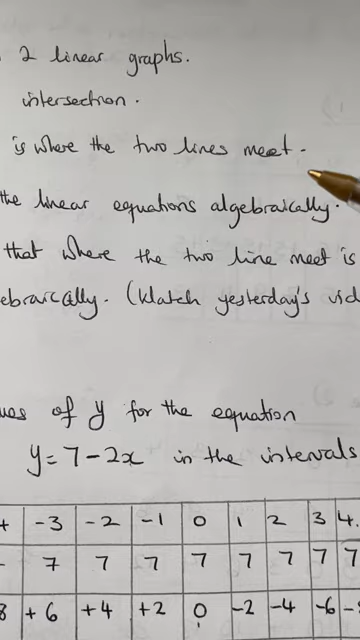 2 linear graphs.
intersection.
is where the two lines meet.
the linear equations algebraically.
that where the two line meet is
ebraically. (Watch yesterday's vid
ues of y for the equation
y = 7 - 2x in the intervals
-3 -2 -1 0 1 2 3 4
7 7 7 7 7 7 7 7
8 +6 +4 +2 0 -2 -4 -6 -8